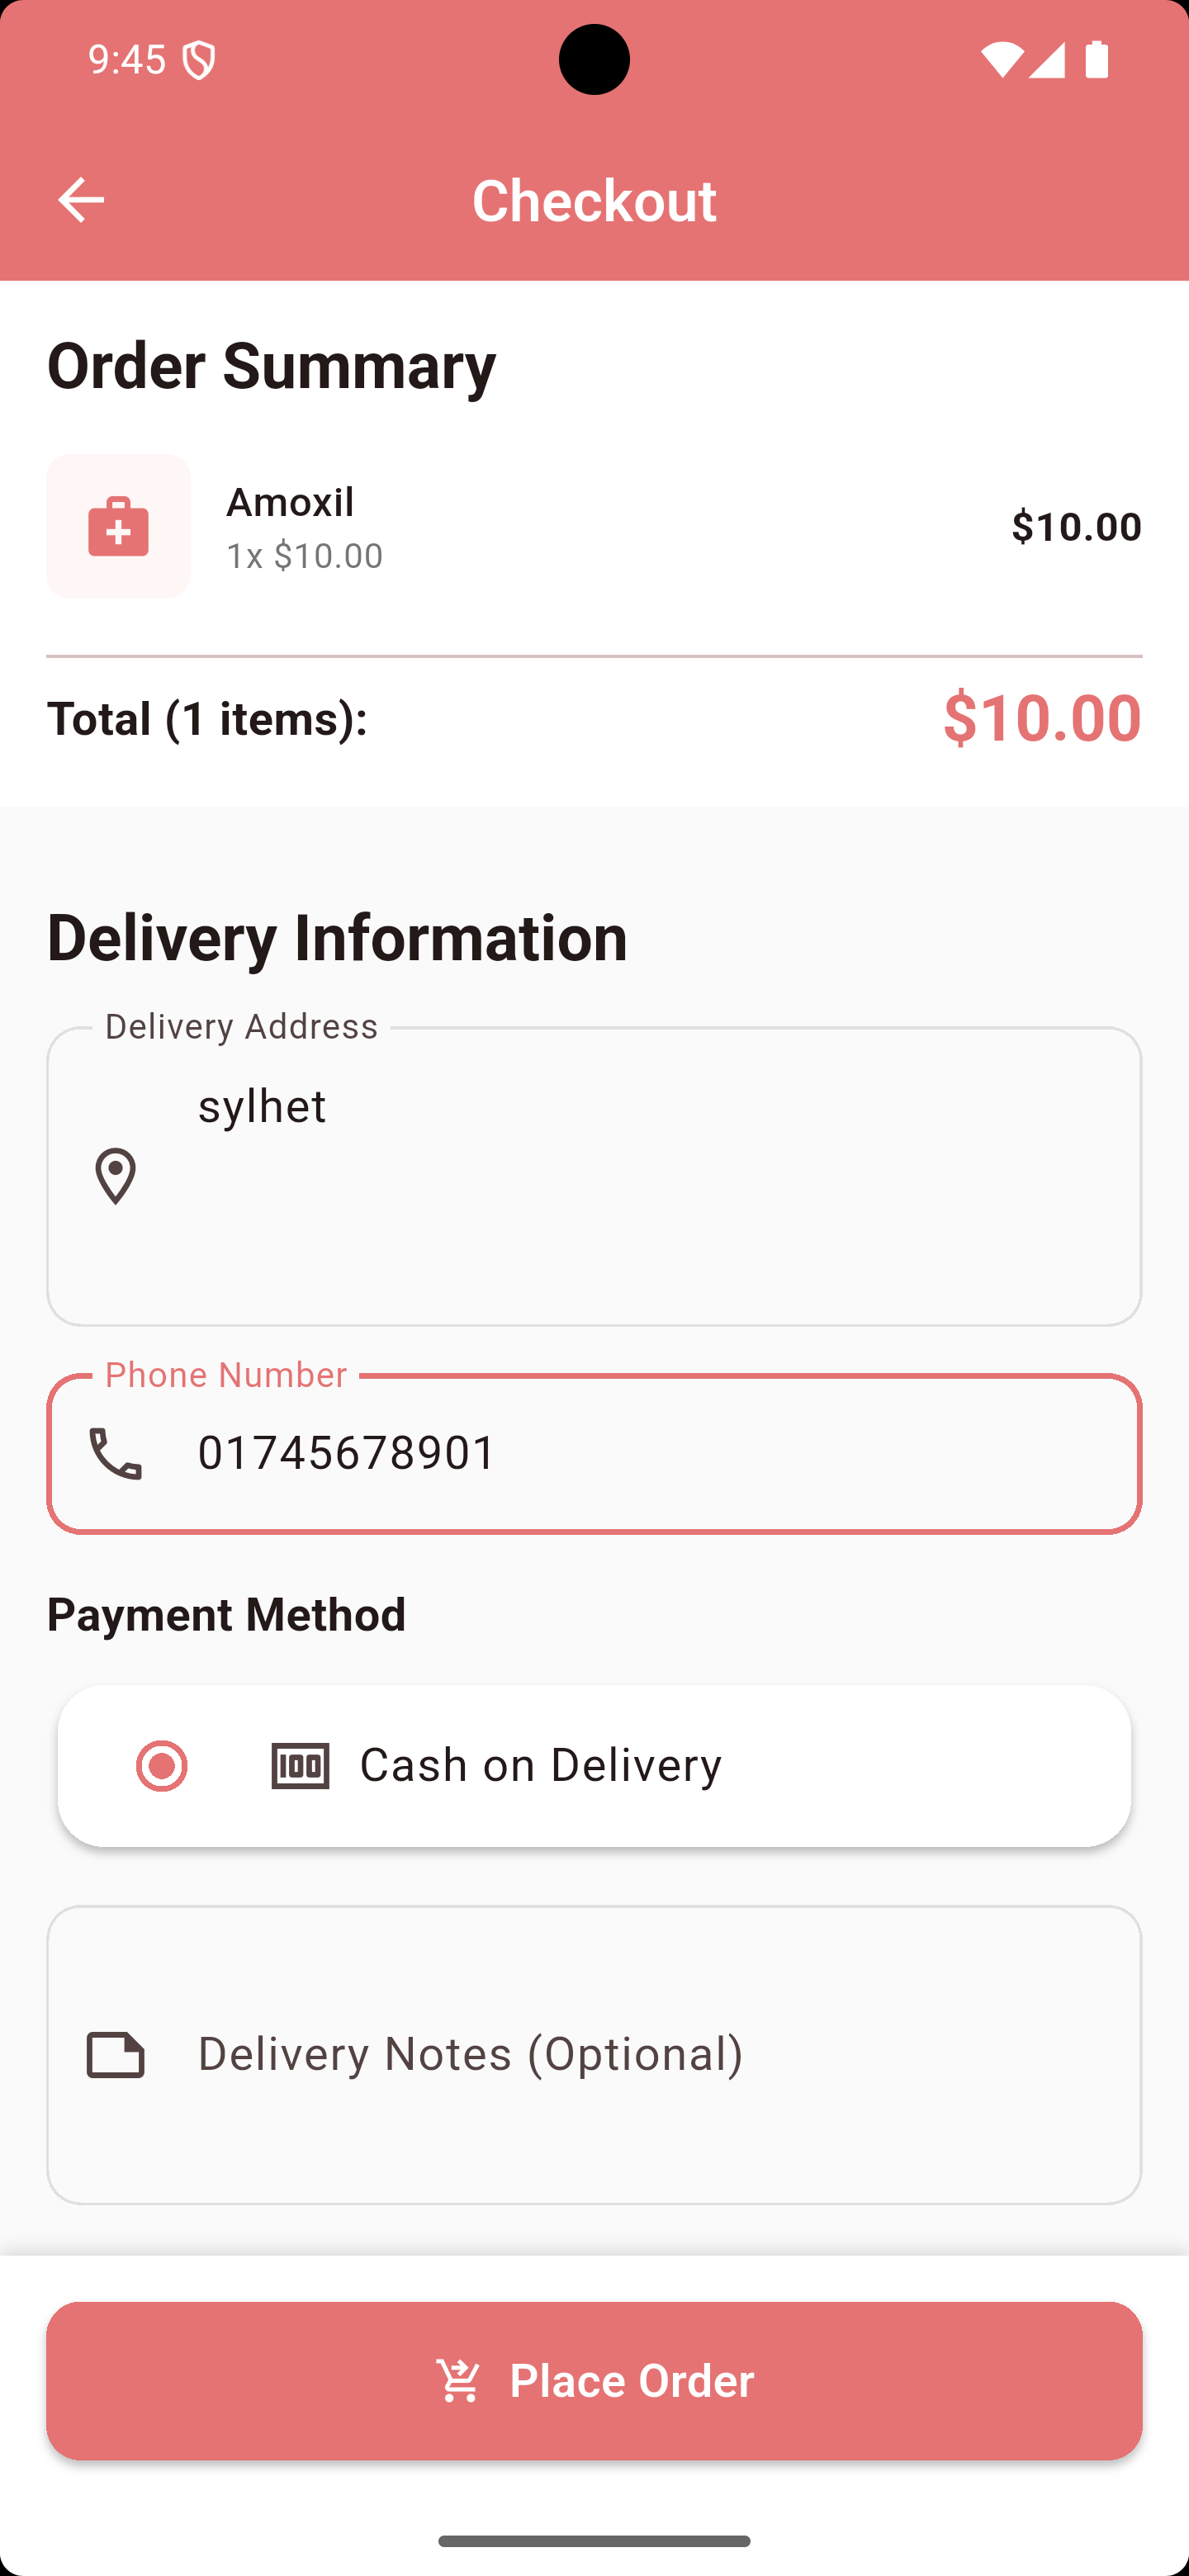 9:45
Checkout
Order Summary
Amoxil
1x $10.00
$10.00
Total (1 items):
$10.00
Delivery Information
Delivery Address
sylhet
Phone Number
01745678901
Payment Method
100
Cash on Delivery
Delivery Notes (Optional)
Place Order